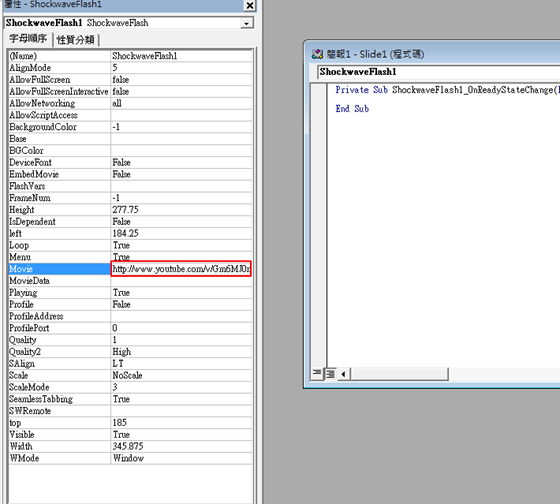 屬性 - ShockwaveFlash1
ShockwaveFlash1 ShockwaveFlash
字母順序 性質分類
(Name) ShockwaveFlash1
AlignMode 5
AllowFullScreen false
AllowFullScreenInteractive false
AllowNetworking all
AllowScriptAccess
BackgroundColor -1
Base
BGColor
DeviceFont False
EmbedMovie False
FlashVars
FrameNum -1
Height 277.75
IsDependent False
left 184.25
Loop True
Menu True
Movie http://www.youtube.com/v/Gm6MJ0r
MovieData
Playing True
Profile False
ProfileAddress
ProfilePort 0
Quality 1
Quality2 High
SAlign LT
Scale NoScale
ScaleMode 3
SeamlessTabbing True
SWRemote
top 185
Visible True
Width 345.875
WMode Window
簡報1 - Slide1 (程式碼)
ShockwaveFlash1
Private Sub ShockwaveFlash1_OnReadyStateChange(
End Sub